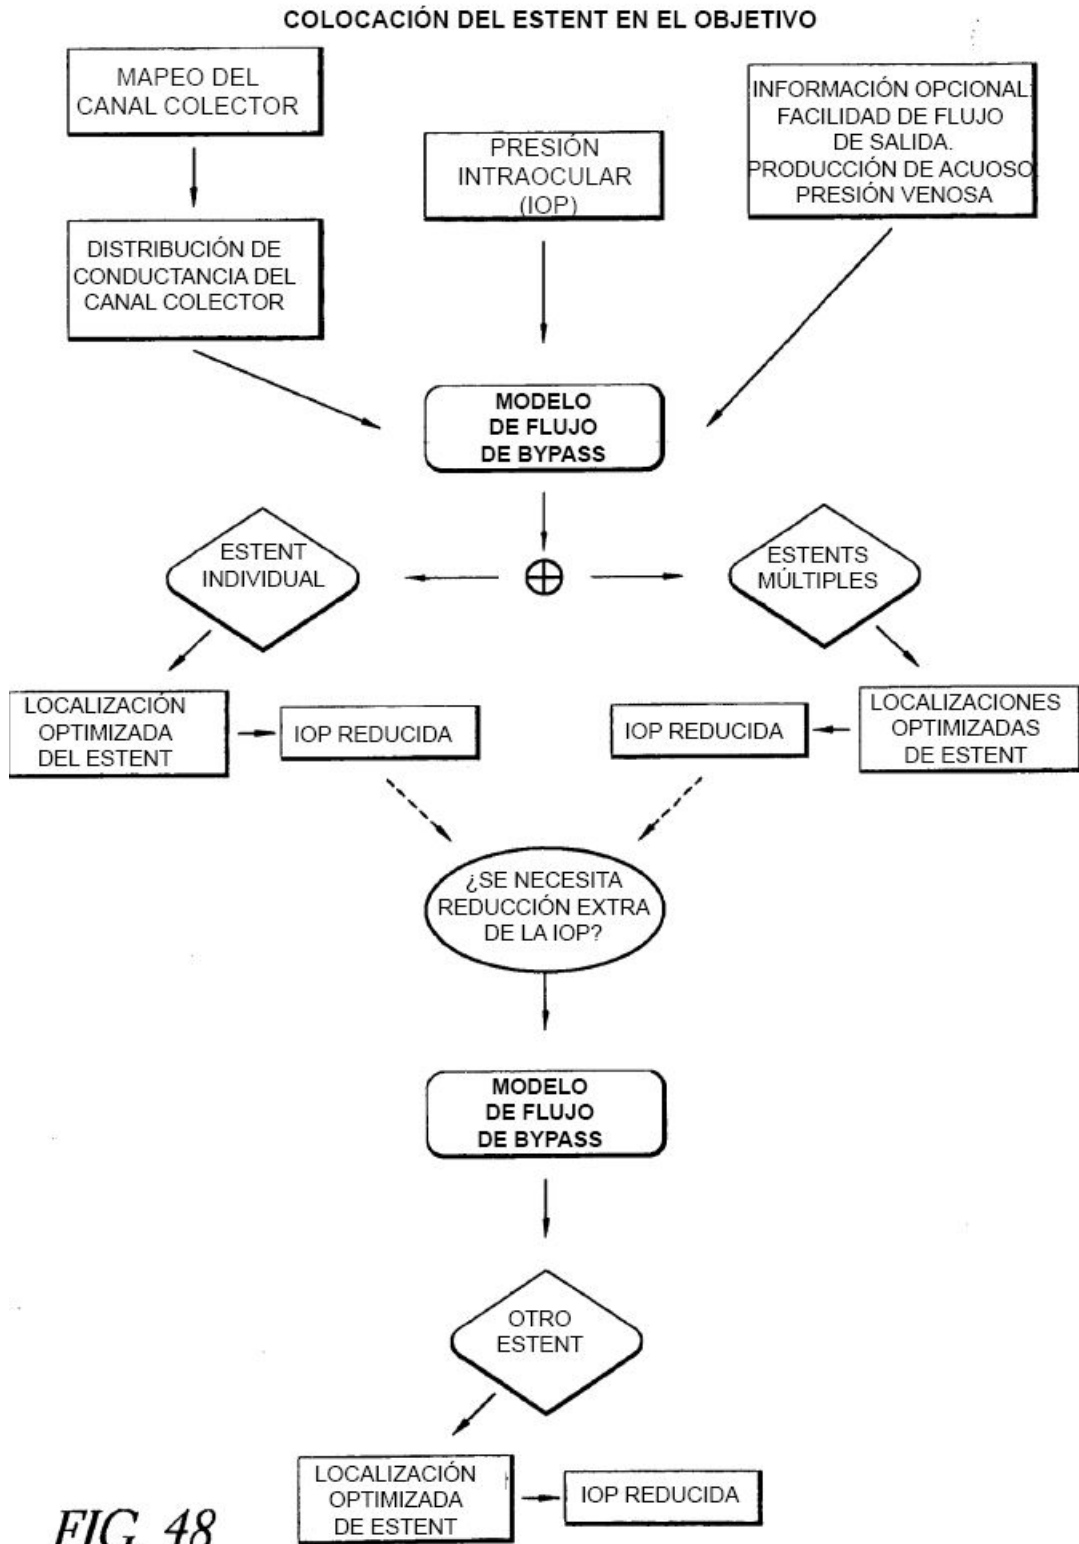 COLOCACIÓN DEL ESTENT EN EL OBJETIVO
MAPEO DEL
CANAL COLECTOR
DISTRIBUCIÓN DE
CONDUCTANCIA DEL
CANAL COLECTOR
PRESIÓN
INTRAOCULAR
(IOP)
INFORMACIÓN OPCIONAL:
FACILIDAD DE FLUJO
DE SALIDA.
PRODUCCIÓN DE ACUOSO
PRESIÓN VENOSA
MODELO
DE FLUJO
DE BYPASS
ESTENT
INDIVIDUAL
ESTENTS
MÚLTIPLES
LOCALIZACIÓN
OPTIMIZADA
DEL ESTENT
IOP REDUCIDA
IOP REDUCIDA
LOCALIZACIONES
OPTIMIZADAS
DE ESTENT
¿SE NECESITA
REDUCCIÓN EXTRA
DE LA IOP?
MODELO
DE FLUJO
DE BYPASS
OTRO
ESTENT
LOCALIZACIÓN
OPTIMIZADA
DE ESTENT
IOP REDUCIDA
FIG. 48